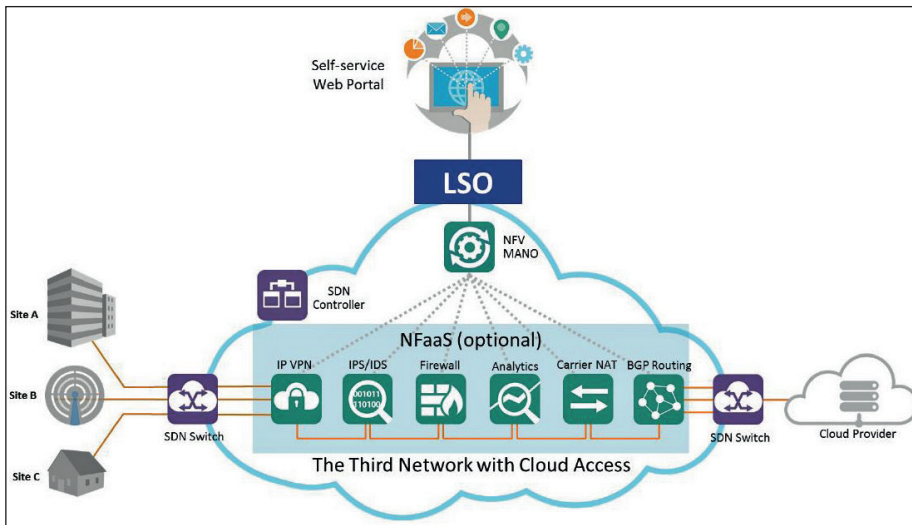 Self-service
Web Portal
LSO
NFV
MANO
SDN
Controller
Site A
NFaaS (optional)
IP VPN
IPS/IDS
Firewall
Analytics
Carrier NAT
BGP Routing
001011
110100
Site B
SDN Switch
SDN Switch
Cloud Provider
The Third Network with Cloud Access
Site C